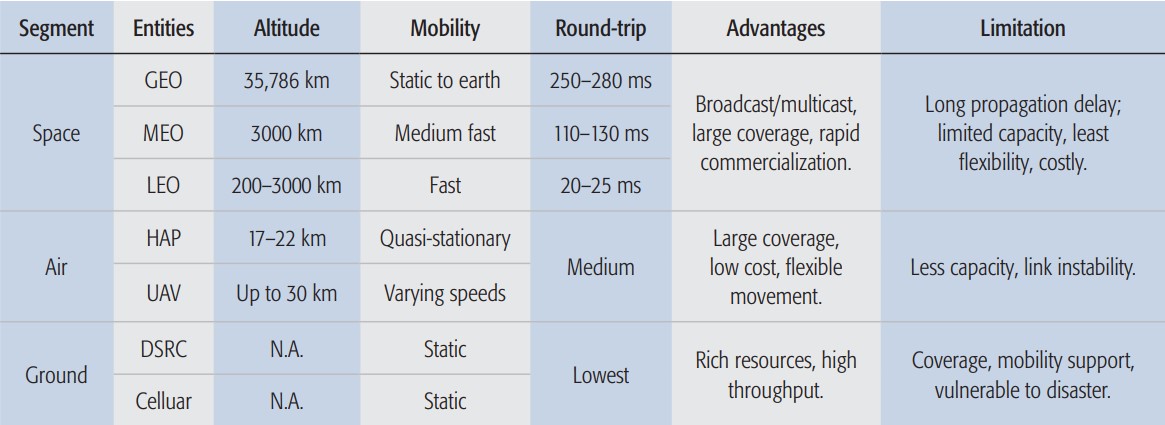 Segment Entities Altitude Mobility Round-trip Advantages Limitation
Space
GEO 35,786 km Static to earth 250–280 ms
MEO 3000 km Medium fast 110–130 ms
LEO 200–3000 km Fast 20–25 ms
Broadcast/multicast,
large coverage, rapid
commercialization.
Long propagation delay;
limited capacity, least
flexibility, costly.
Air
HAP 17–22 km Quasi-stationary
UAV Up to 30 km Varying speeds
Medium
Large coverage,
low cost, flexible
movement.
Less capacity, link instability.
Ground
DSRC N.A. Static
Celluar N.A. Static
Lowest
Rich resources, high
throughput.
Coverage, mobility support,
vulnerable to disaster.